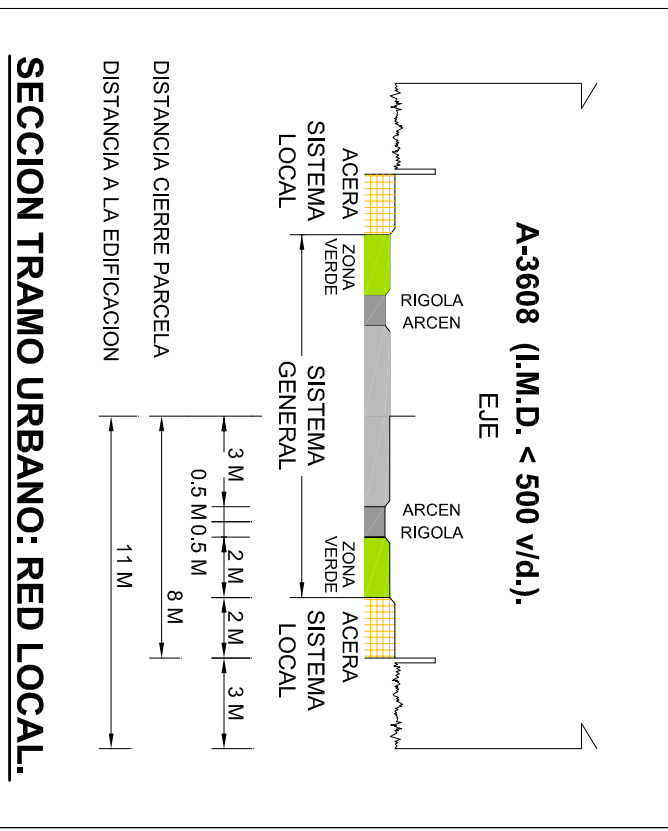 A-3608 (I.M.D. < 500 v/d.).
EJE
RIGOLA
ARCEN
ARCEN
RIGOLA
ACERA
ZONA
VERDE
ZONA
VERDE
ACERA
SISTEMA
LOCAL
SISTEMA
GENERAL
SISTEMA
LOCAL
3 M
0.5 M
0.5 M
2 M
2 M
3 M
DISTANCIA CIERRE PARCELA
8 M
DISTANCIA A LA EDIFICACION
11 M
SECCION TRAMO URBANO: RED LOCAL.